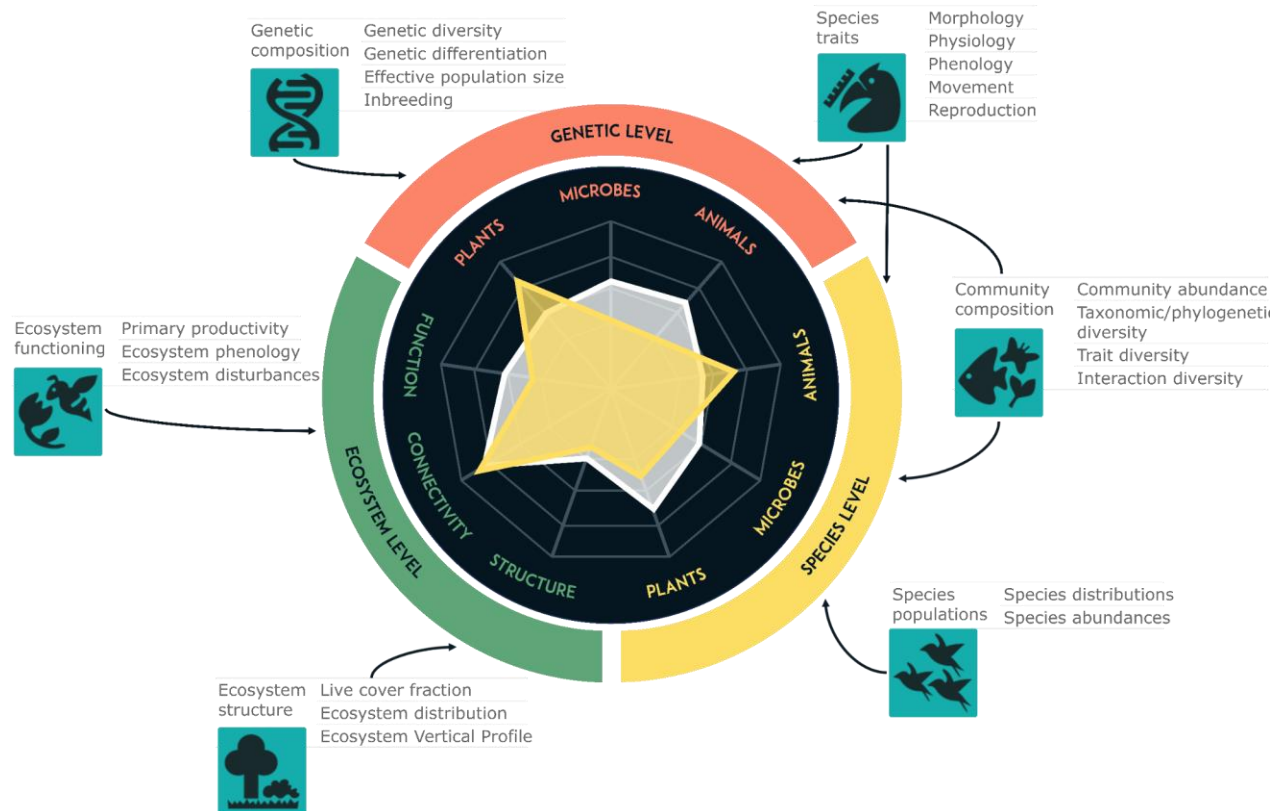 Genetic
composition
Genetic diversity
Genetic differentiation
Effective population size
Inbreeding
Species
traits
Morphology
Physiology
Phenology
Movement
Reproduction
GENETIC LEVEL
MICROBES
PLANTS
ANIMALS
FUNCTION
ANIMALS
CONNECTIVITY
MICROBES
STRUCTURE
PLANTS
ECOSYSTEM LEVEL
SPECIES LEVEL
Ecosystem
functioning
Primary productivity
Ecosystem phenology
Ecosystem disturbances
Community
composition
Community abundance
Taxonomic/phylogenetic
diversity
Trait diversity
Interaction diversity
Species
populations
Species distributions
Species abundances
Ecosystem
structure
Live cover fraction
Ecosystem distribution
Ecosystem Vertical Profile